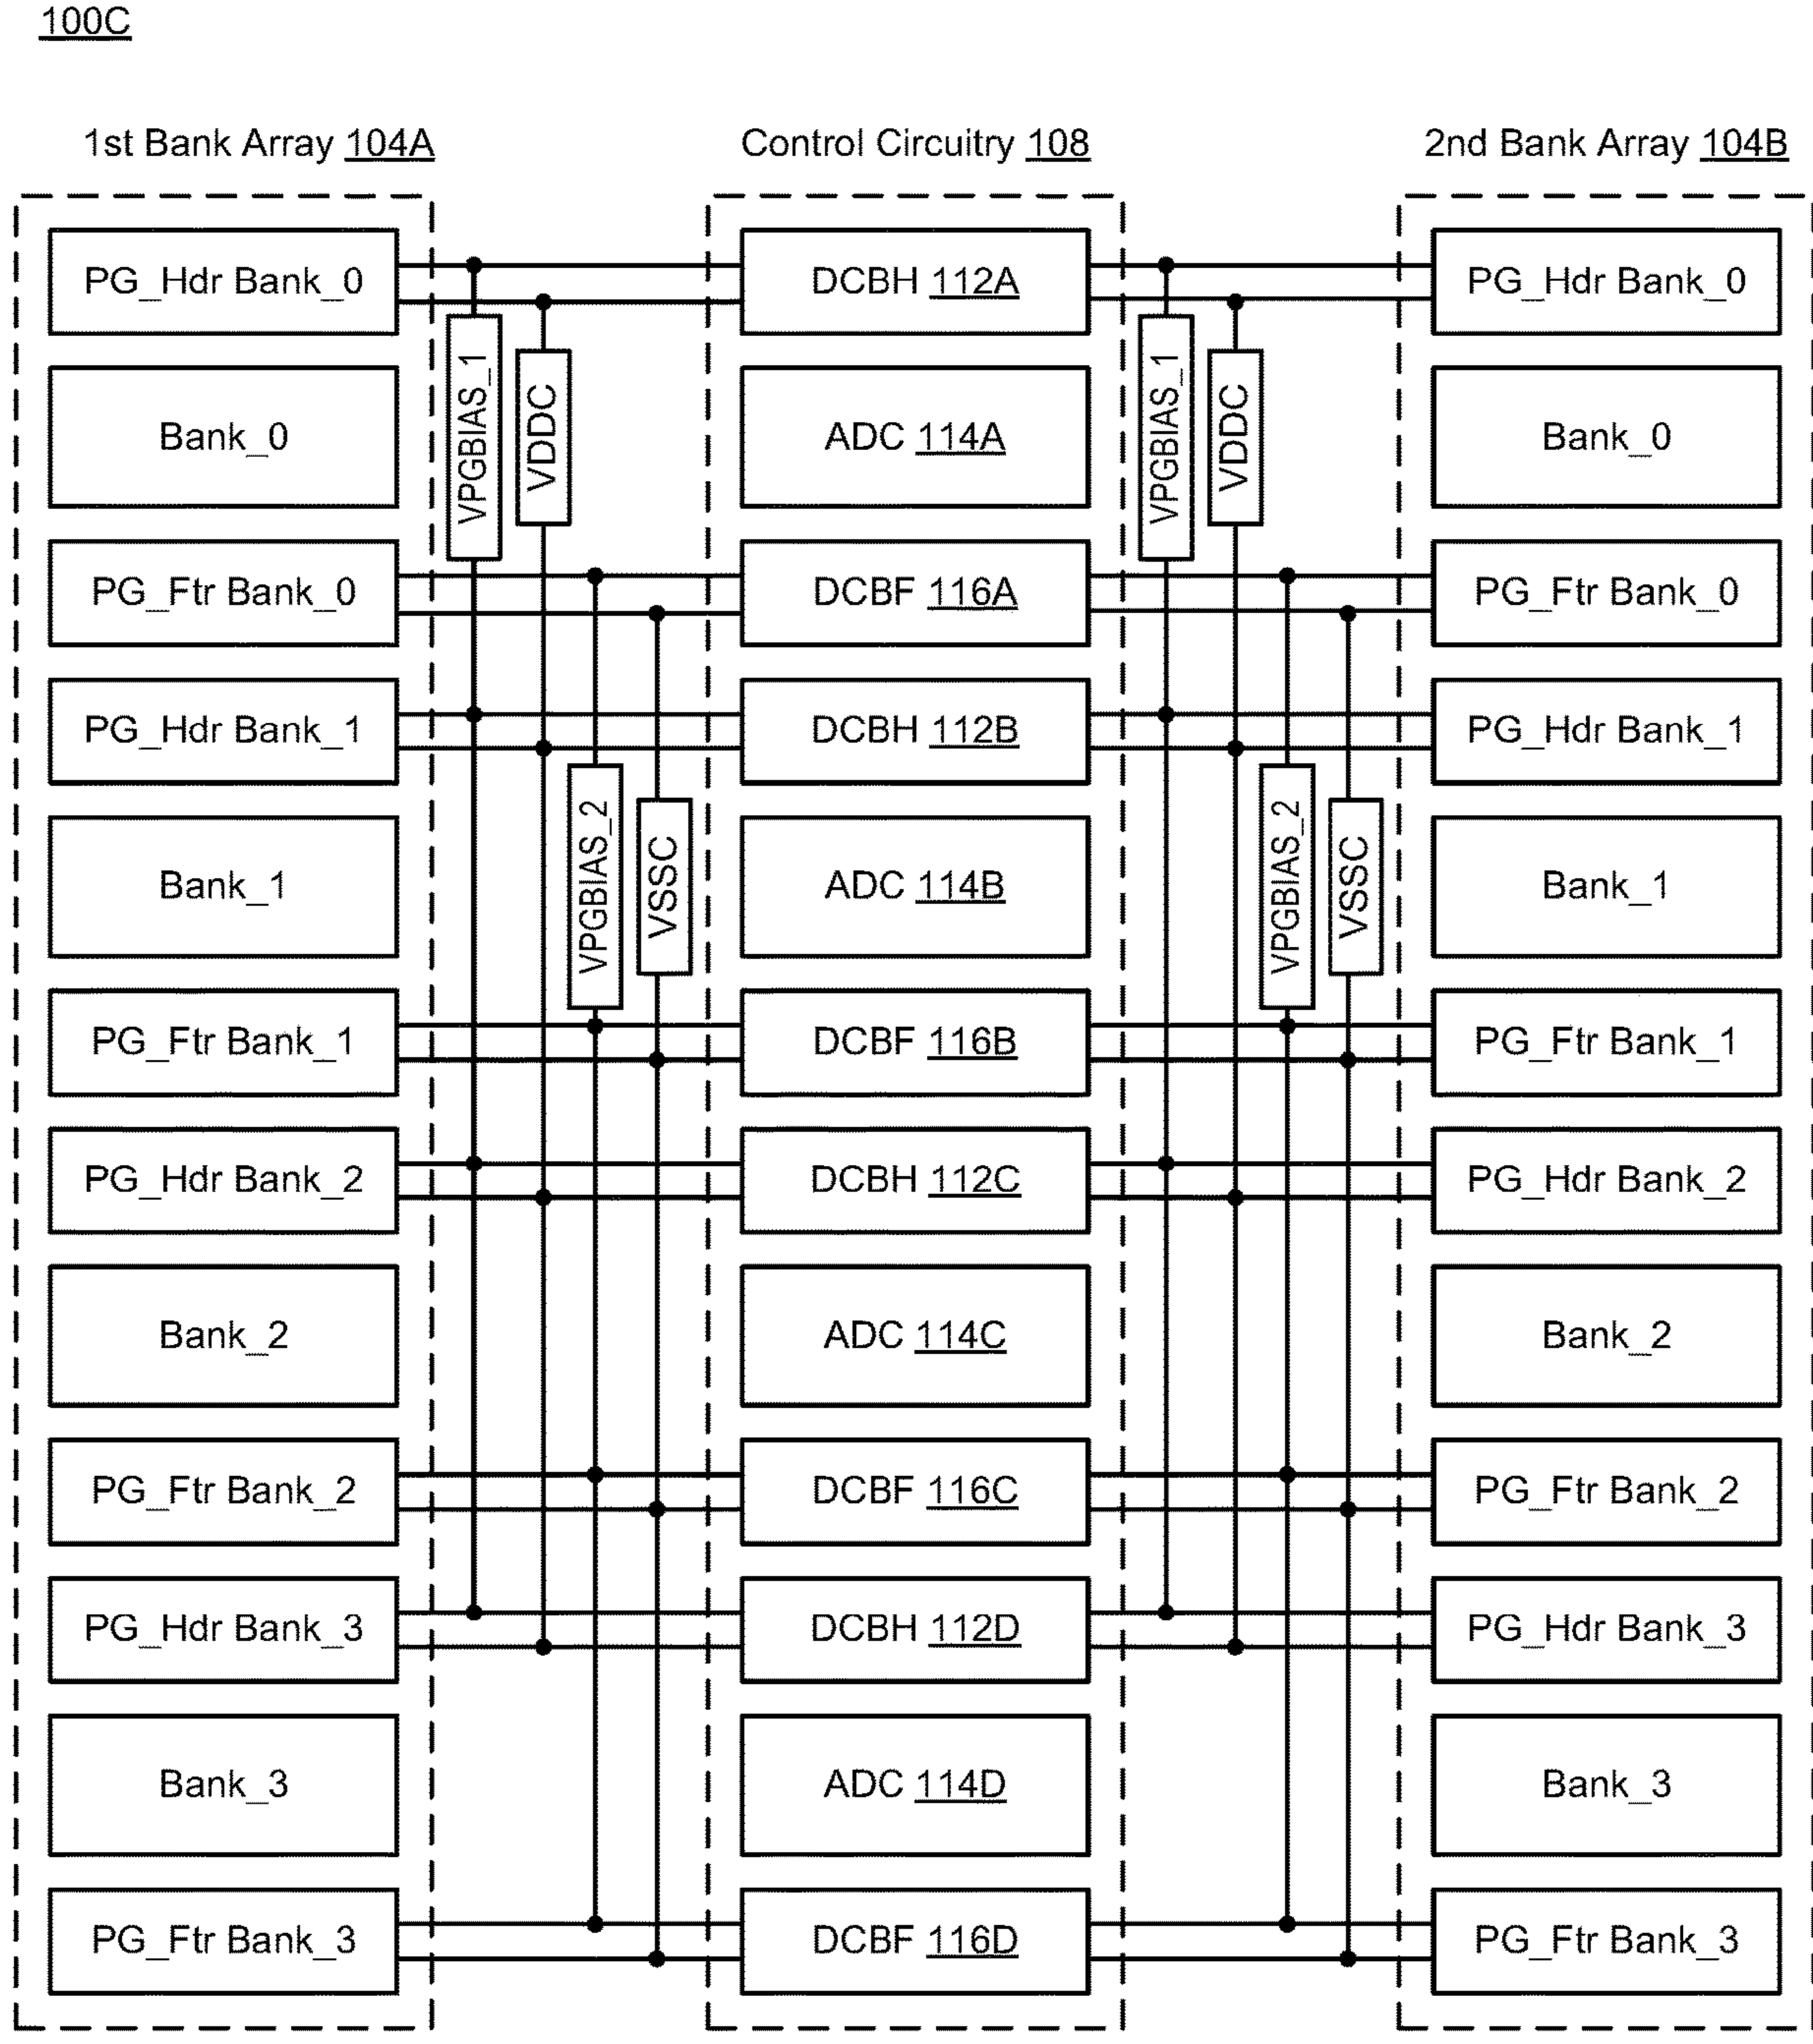 100C
1st Bank Array 104A
Control Circuitry 108
2nd Bank Array 104B
PG_Hdr Bank_0
DCBH 112A
PG_Hdr Bank_0
VPGBIAS_1
VDDC
VPGBIAS_1
VDDC
Bank_0
ADC 114A
Bank_0
PG_Ftr Bank_0
DCBF 116A
PG_Ftr Bank_0
PG_Hdr Bank_1
DCBH 112B
PG_Hdr Bank_1
VPGBIAS_2
VSSC
VPGBIAS_2
VSSC
Bank_1
ADC 114B
Bank_1
PG_Ftr Bank_1
DCBF 116B
PG_Ftr Bank_1
PG_Hdr Bank_2
DCBH 112C
PG_Hdr Bank_2
Bank_2
ADC 114C
Bank_2
PG_Ftr Bank_2
DCBF 116C
PG_Ftr Bank_2
PG_Hdr Bank_3
DCBH 112D
PG_Hdr Bank_3
Bank_3
ADC 114D
Bank_3
PG_Ftr Bank_3
DCBF 116D
PG_Ftr Bank_3